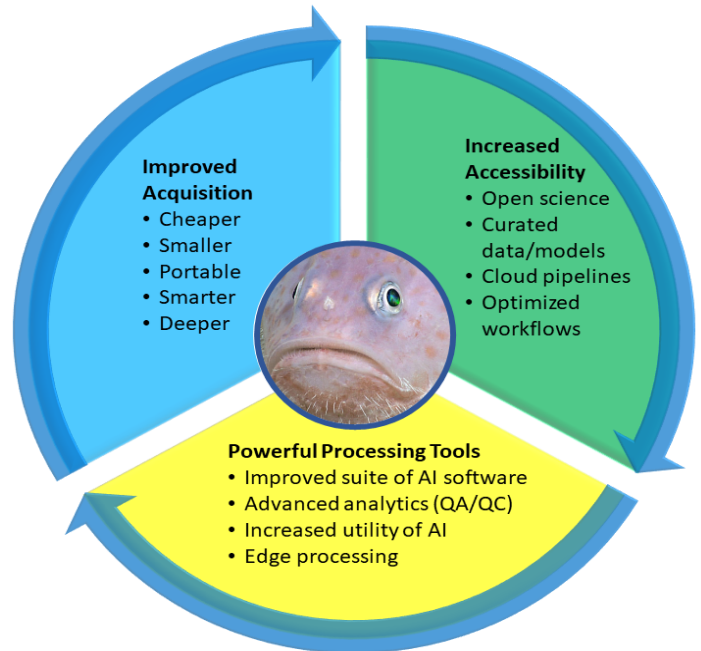 Improved
Acquisition
• Cheaper
• Smaller
• Portable
• Smarter
• Deeper
Increased
Accessibility
• Open science
• Curated
data/models
• Cloud pipelines
• Optimized
workflows
Powerful Processing Tools
• Improved suite of AI software
• Advanced analytics (QA/QC)
• Increased utility of AI
• Edge processing